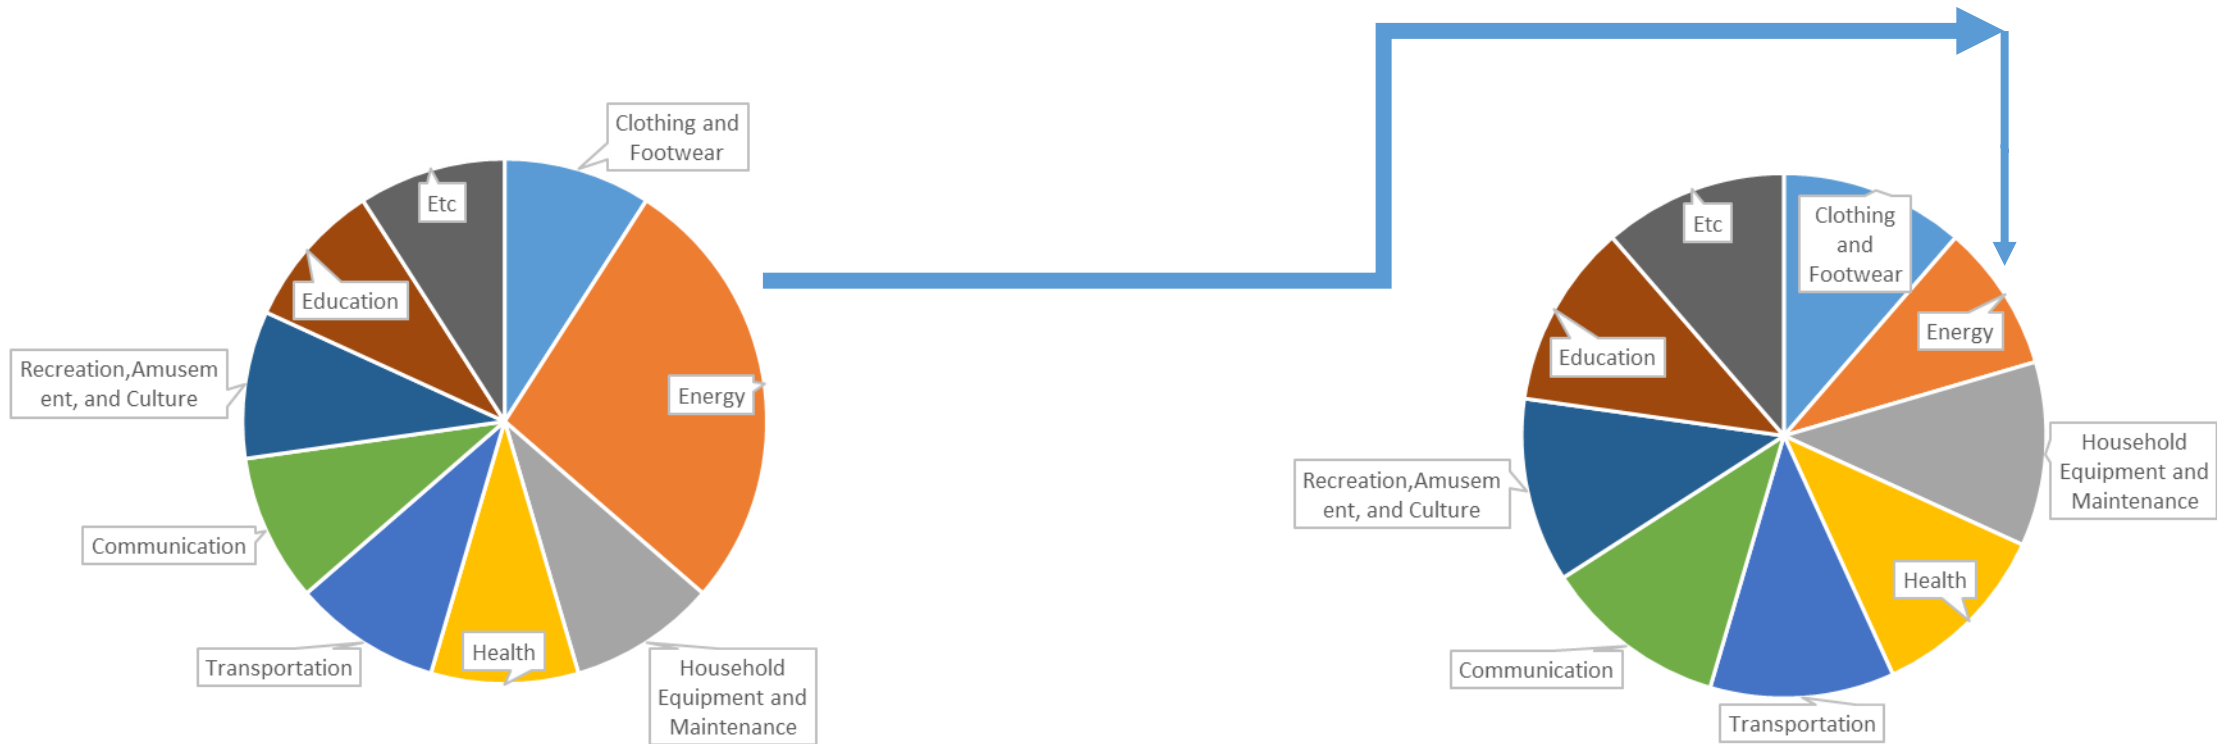 Clothing and
Footwear
Etc
Education
Recreation,Amusem
ent, and Culture
Energy
Communication
Transportation
Health
Household
Equipment and
Maintenance
Clothing
and
Footwear
Etc
Energy
Education
Household
Equipment and
Maintenance
Recreation,Amusem
ent, and Culture
Health
Communication
Transportation